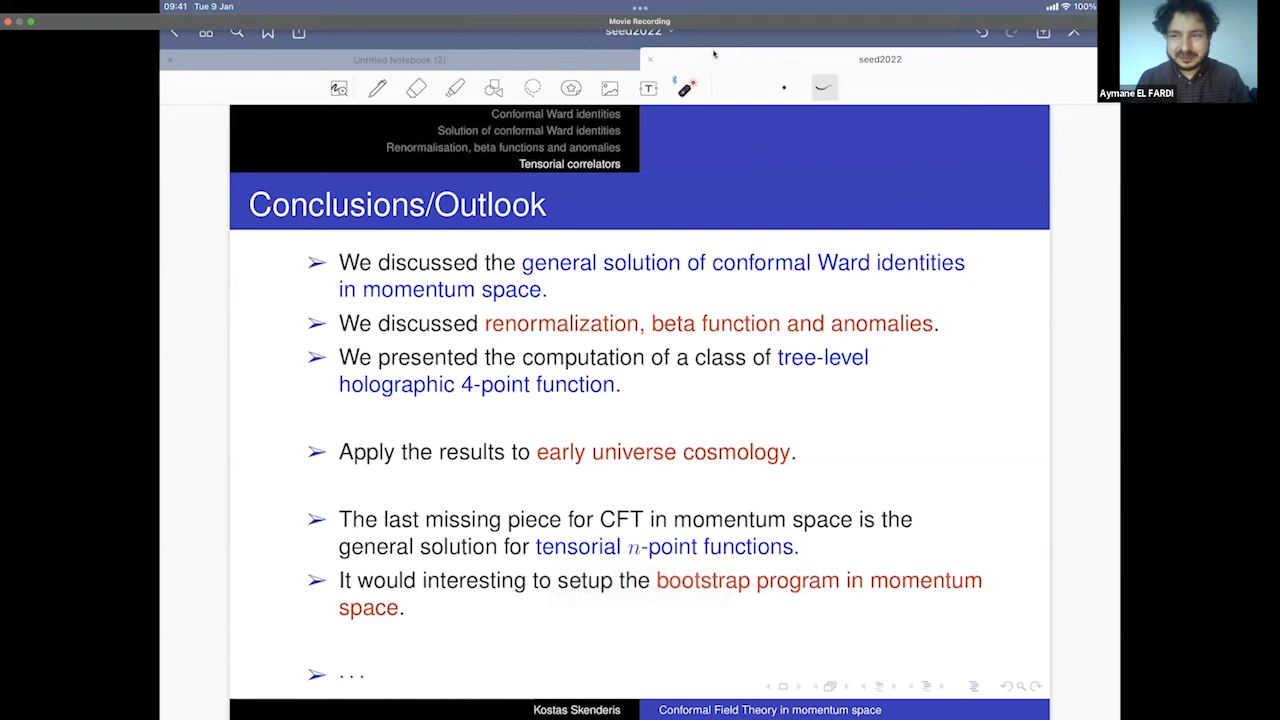 09:41 Tue 9 Jan
100%
Movie Recording
seed2022
Untitled Notebook (2)
seed2022
T
Aymane EL FARDI
Conformal Ward identities
Solution of conformal Ward identities
Renormalisation, beta functions and anomalies
Tensorial correlators
Conclusions/Outlook
We discussed the general solution of conformal Ward identities
in momentum space.
We discussed renormalization, beta function and anomalies.
We presented the computation of a class of tree-level
holographic 4-point function.
Apply the results to early universe cosmology.
The last missing piece for CFT in momentum space is the
general solution for tensorial n-point functions.
It would interesting to setup the bootstrap program in momentum
space.
. . .
Kostas Skenderis
Conformal Field Theory in momentum space